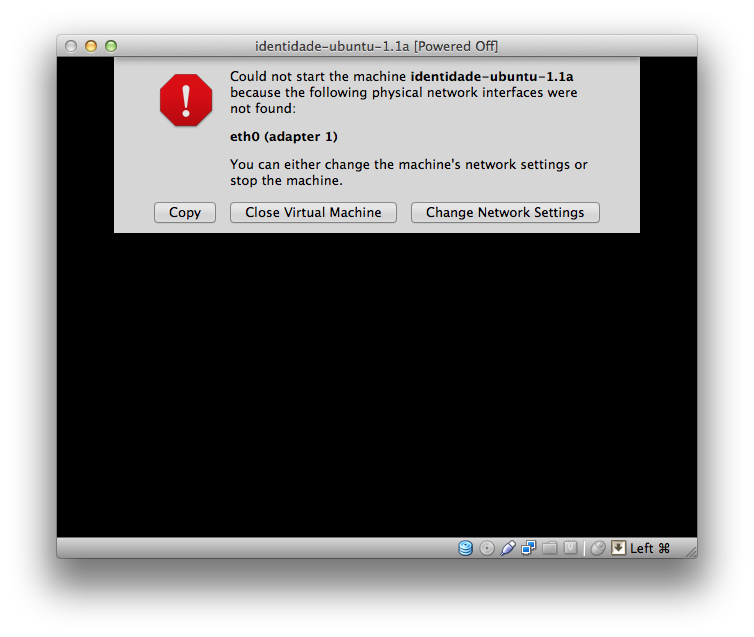 identidade-ubuntu-1.1a [Powered Off]
Could not start the machine identidade-ubuntu-1.1a
because the following physical network interfaces were
not found:
eth0 (adapter 1)
You can either change the machine's network settings or
stop the machine.
Copy
Close Virtual Machine
Change Network Settings
Left ⌘